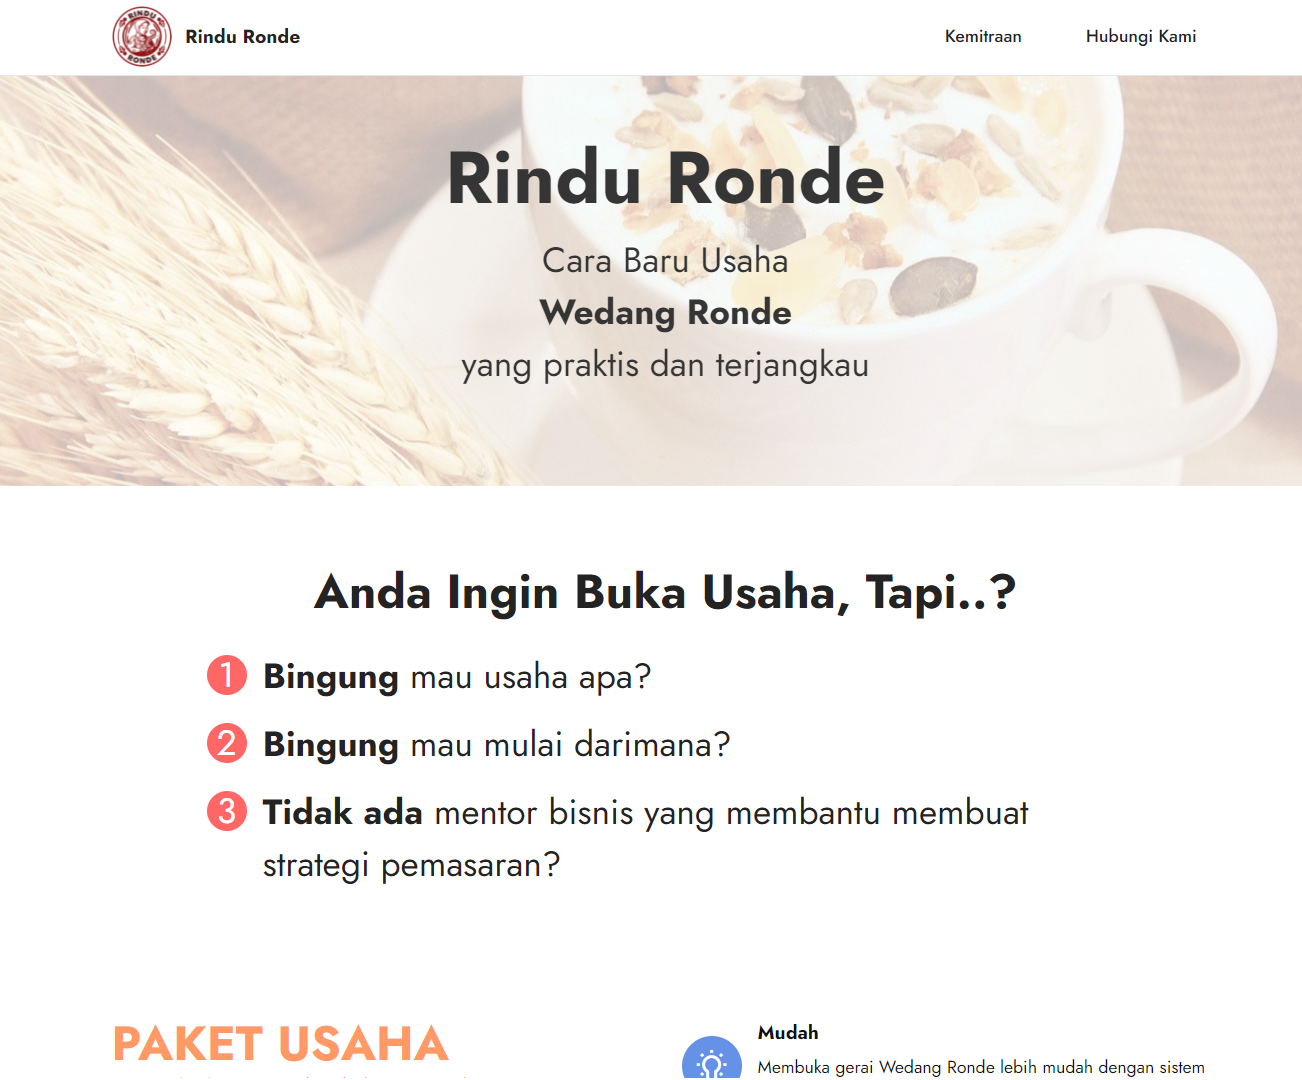 RINDU
RONDE
Rindu Ronde
Kemitraan
Hubungi Kami
Rindu Ronde
Cara Baru Usaha
Wedang Ronde
yang praktis dan terjangkau
Anda Ingin Buka Usaha, Tapi..?
1 Bingung mau usaha apa?
2 Bingung mau mulai darimana?
3 Tidak ada mentor bisnis yang membantu membuat
strategi pemasaran?
PAKET USAHA
Mudah
Membuka gerai Wedang Ronde lebih mudah dengan sistem